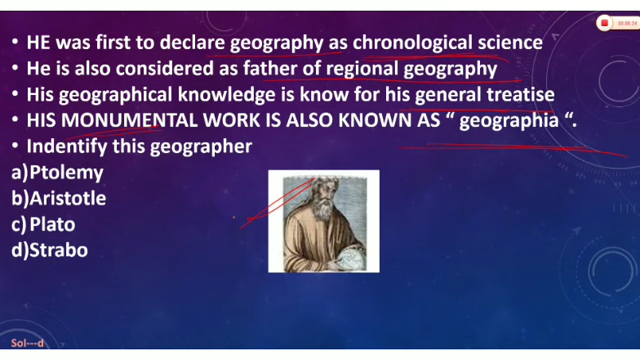 • HE was first to declare geography as chronological science
• He is also considered as father of regional geography
• His geographical knowledge is know for his general treatise
• HIS MONUMENTAL WORK IS ALSO KNOWN AS “ geographia “.
• Indentify this geographer
a)Ptolemy
b)Aristotle
c)Plato
d)Strabo
Sol---d